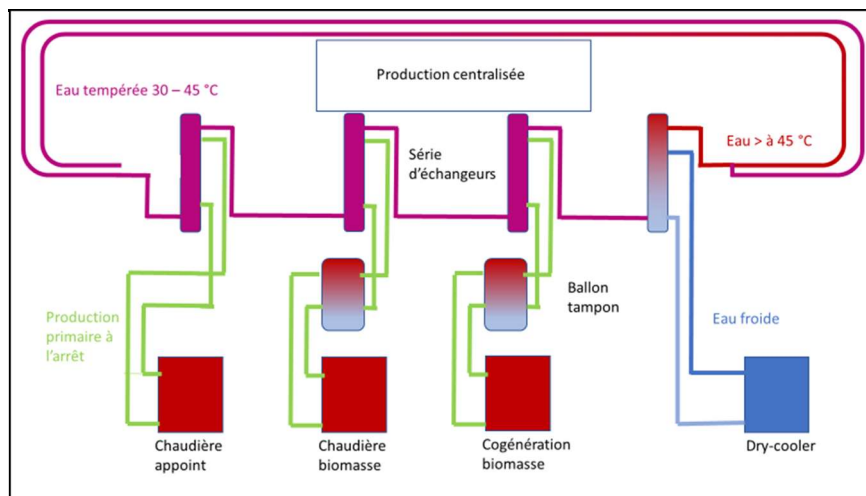 Production centralisée
Eau tempérée 30 – 45 °C
Série
d'échangeurs
Eau > à 45 °C
Production
primaire à
l'arrêt
Ballon
tampon
Eau froide
Chaudière
appoint
Chaudière
biomasse
Cogénération
biomasse
Dry-cooler